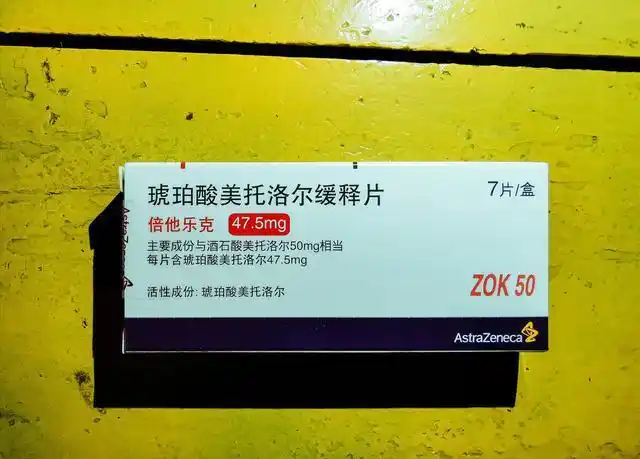 琥珀酸美托洛尔缓释片
7片/盒
倍他乐克 47.5mg
主要成份与酒石酸美托洛尔50mg相当
每片含琥珀酸美托洛尔47.5mg
活性成份: 琥珀酸美托洛尔
ZOK 50
AstraZeneca